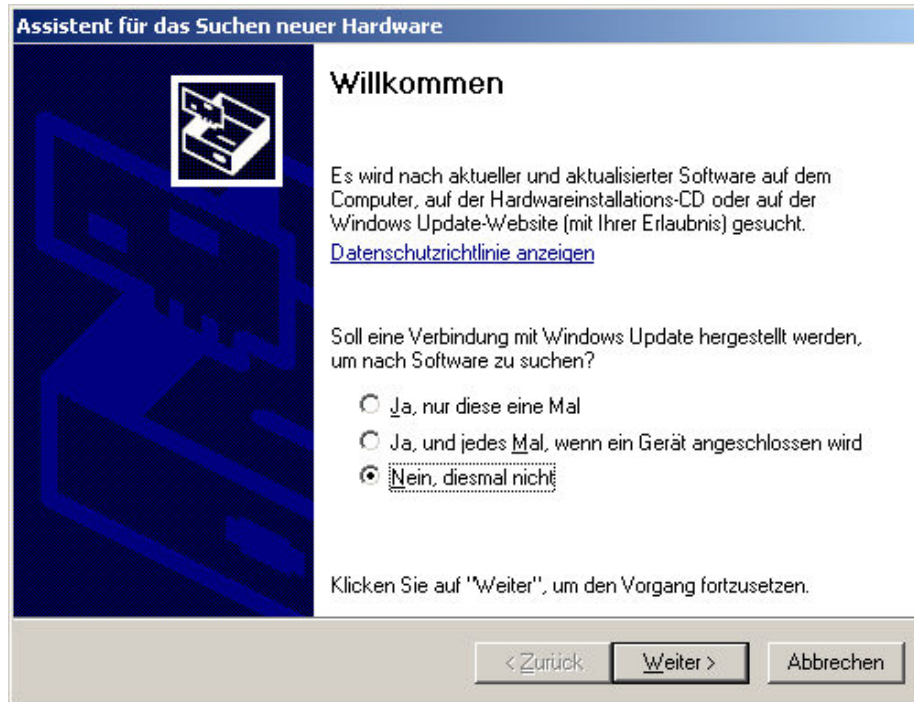 Assistent für das Suchen neuer Hardware
Willkommen
Es wird nach aktueller und aktualisierter Software auf dem
Computer, auf der Hardwareinstallations-CD oder auf der
Windows Update-Website (mit Ihrer Erlaubnis) gesucht.
Datenschutzrichtlinie anzeigen
Soll eine Verbindung mit Windows Update hergestellt werden,
um nach Software zu suchen?
Ja, nur diese eine Mal
Ja, und jedes Mal, wenn ein Gerät angeschlossen wird
Nein, diesmal nicht
Klicken Sie auf "Weiter", um den Vorgang fortzusetzen.
< Zurück Weiter > Abbrechen